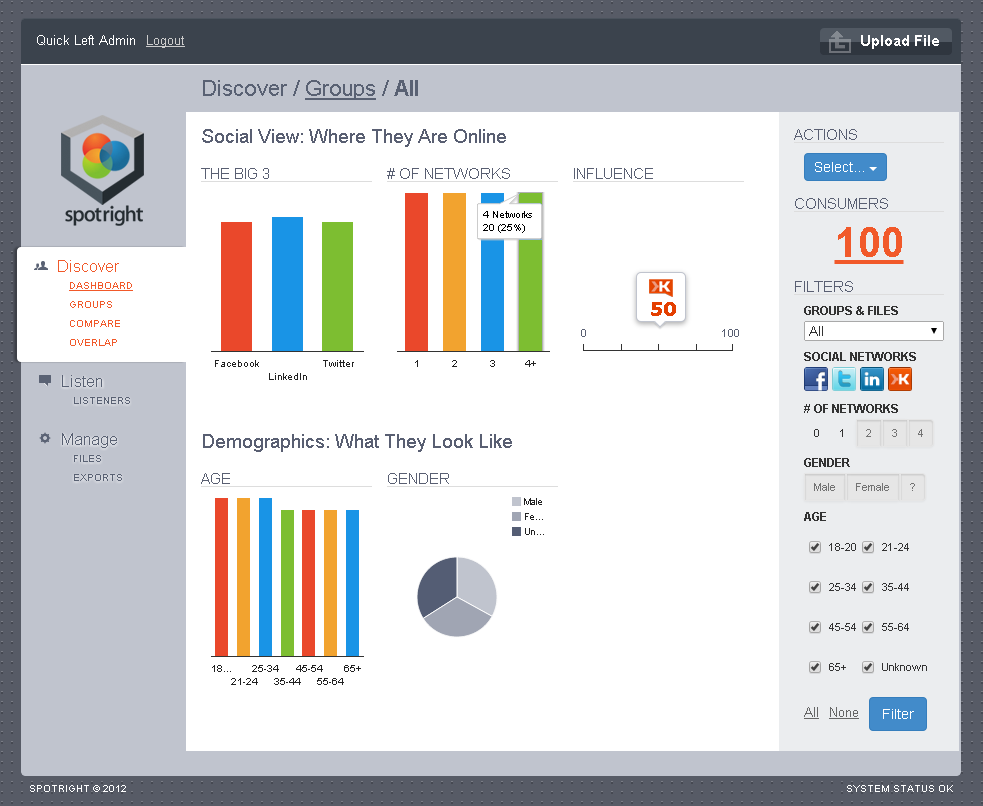 Quick Left Admin Logout
Upload File
Discover / Groups / All
spotright
Discover
DASHBOARD
GROUPS
COMPARE
OVERLAP
Listen
LISTENERS
Manage
FILES
EXPORTS
Social View: Where They Are Online
THE BIG 3
Facebook
LinkedIn
Twitter
# OF NETWORKS
4 Networks
20 (25%)
1 2 3 4+
INFLUENCE
K
50
0 100
Demographics: What They Look Like
AGE
18... 25-34 45-54 65+
21-24 35-44 55-64
GENDER
Male
Fe...
Un...
ACTIONS
Select...
CONSUMERS
100
FILTERS
GROUPS & FILES
All
SOCIAL NETWORKS
f t in K
# OF NETWORKS
0 1 2 3 4
GENDER
Male Female ?
AGE
18-20 21-24
25-34 35-44
45-54 55-64
65+ Unknown
All None Filter
SPOTRIGHT © 2012
SYSTEM STATUS OK